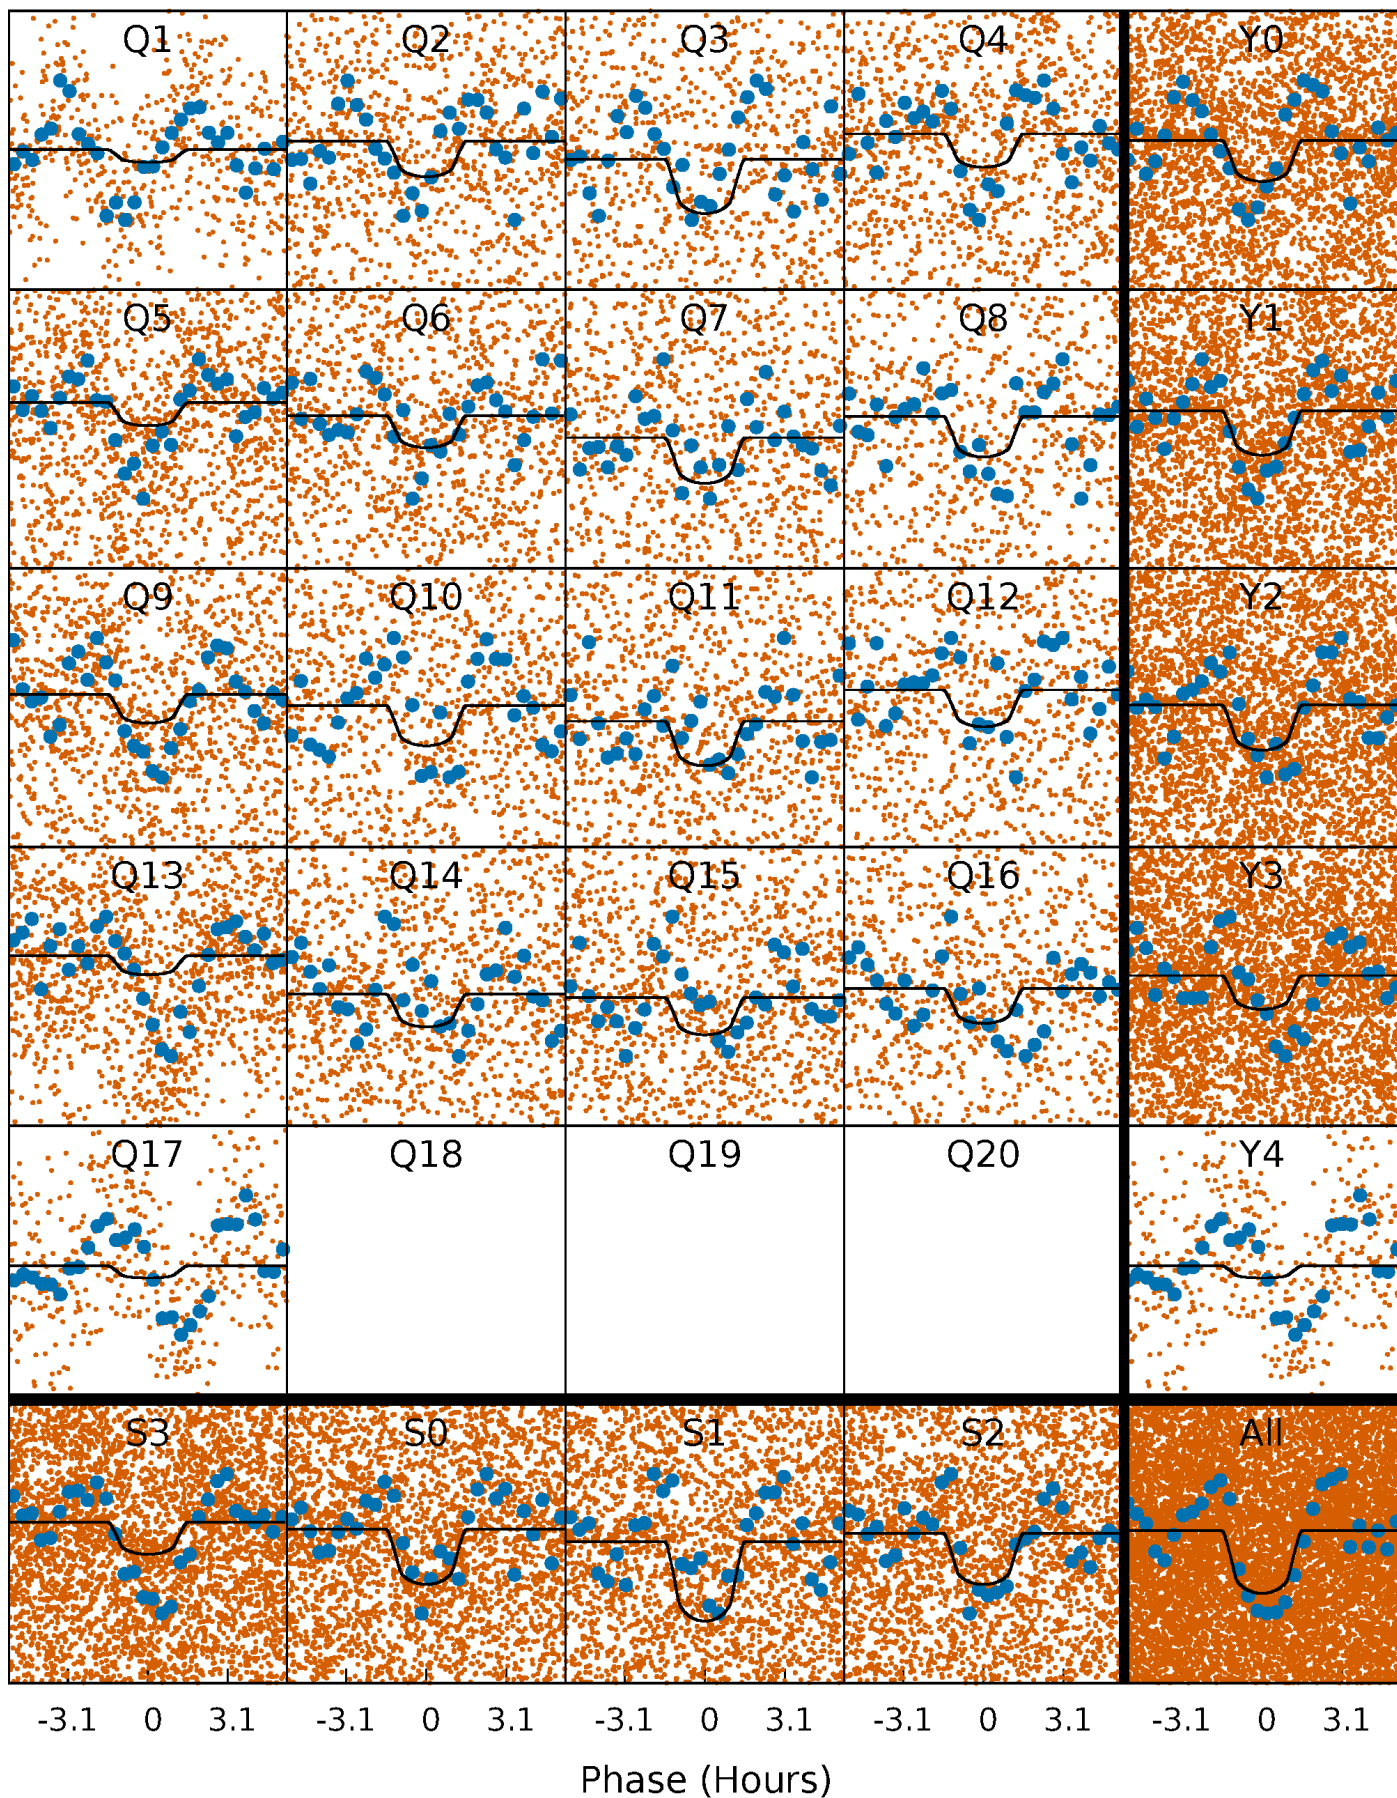 Q1 Q2 Q3 Q4 Y0
Q5 Q6 Q7 Q8 Y1
Q9 Q10 Q11 Q12 Y2
Q13 Q14 Q15 Q16 Y3
Q17 Q18 Q19 Q20 Y4
S3 S0 S1 S2 All
-3.1 0 3.1 -3.1 0 3.1 -3.1 0 3.1 -3.1 0 3.1 -3.1 0 3.1
Phase (Hours)